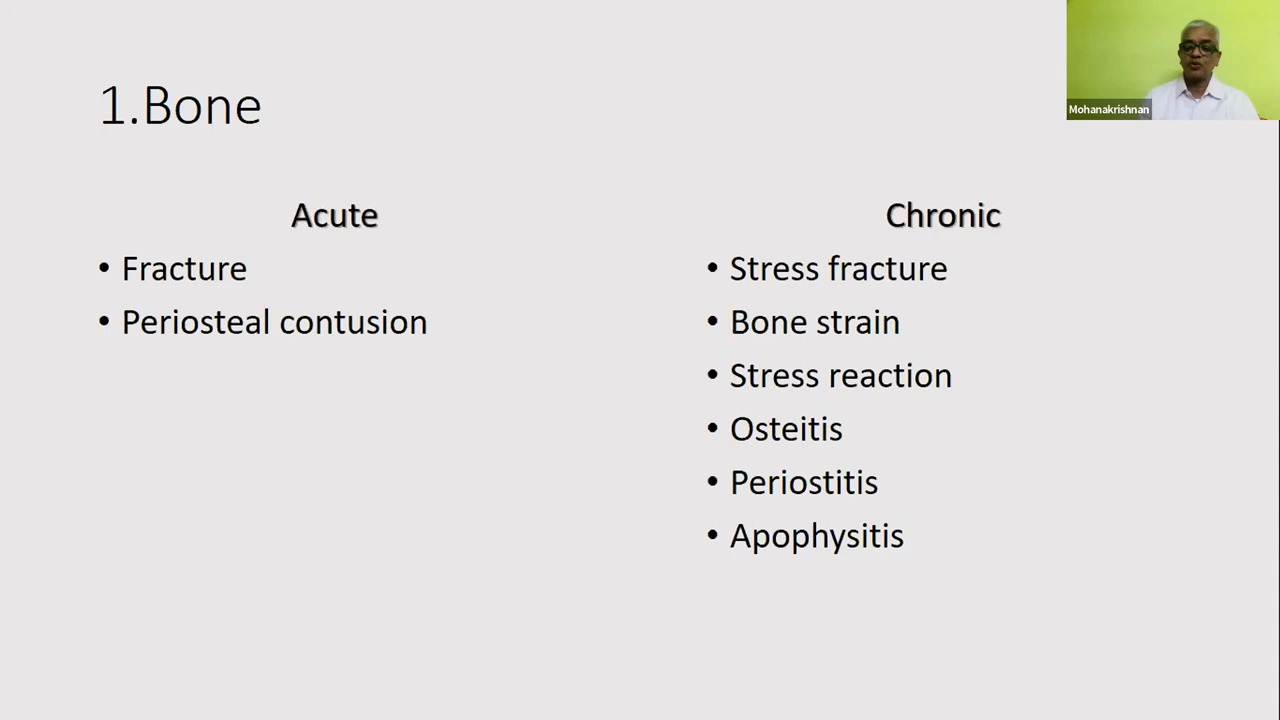 Mohanakrishnan
1.Bone
Acute
• Fracture
• Periosteal contusion
Chronic
• Stress fracture
• Bone strain
• Stress reaction
• Osteitis
• Periostitis
• Apophysitis